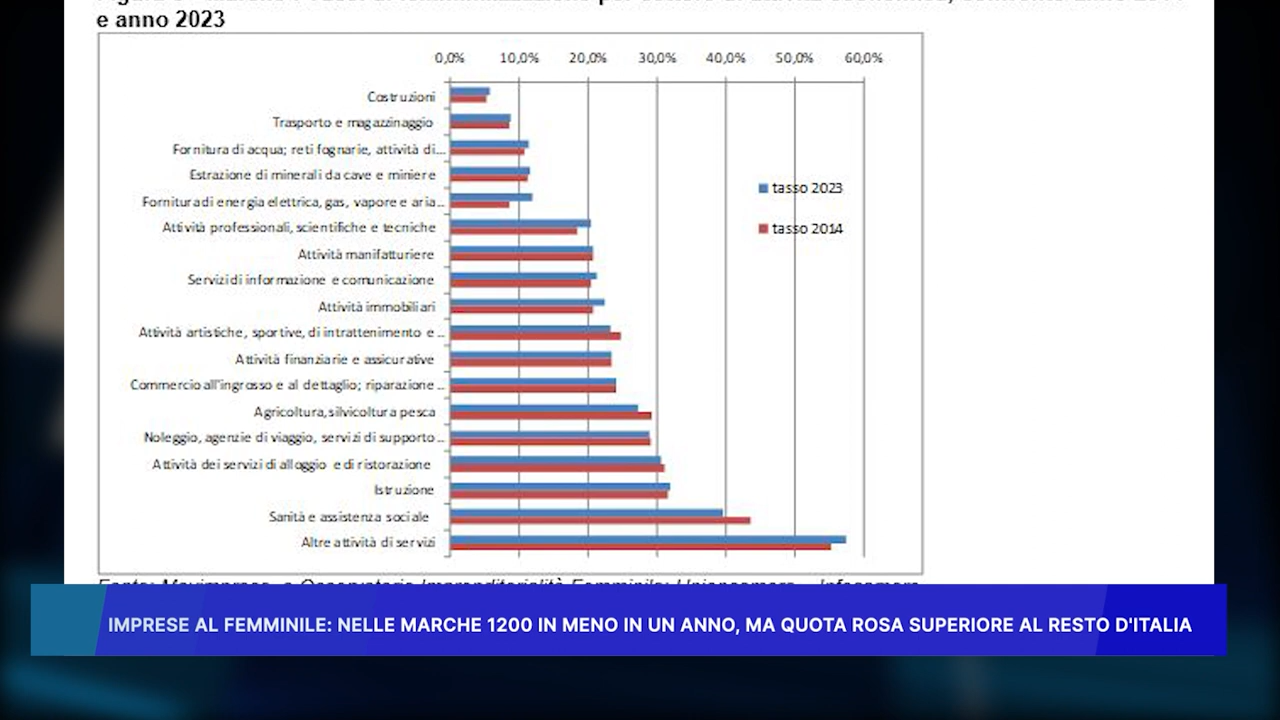 e anno 2023
0,0% 10,0% 20,0% 30,0% 40,0% 50,0% 60,0%
Costruzioni
Trasporto e magazzinaggio
Fornitura di acqua; reti fognarie, attività di...
Estrazione di minerali da cave e miniere
Fornitura di energia elettrica, gas, vapore e aria...
Attività professionali, scientifiche e tecniche
Attività manifatturiere
Servizi di informazione e comunicazione
Attività immobiliari
Attività artistiche, sportive, di intrattenimento e...
Attività finanziarie e assicurative
Commercio all'ingrosso e al dettaglio; riparazione...
Agricoltura, silvicoltura pesca
Noleggio, agenzie di viaggio, servizi di supporto...
Attività dei servizi di alloggio e di ristorazione
Istruzione
Sanità e assistenza sociale
Altre attività di servizi
tasso 2023
tasso 2014
IMPRESE AL FEMMINILE: NELLE MARCHE 1200 IN MENO IN UN ANNO, MA QUOTA ROSA SUPERIORE AL RESTO D'ITALIA